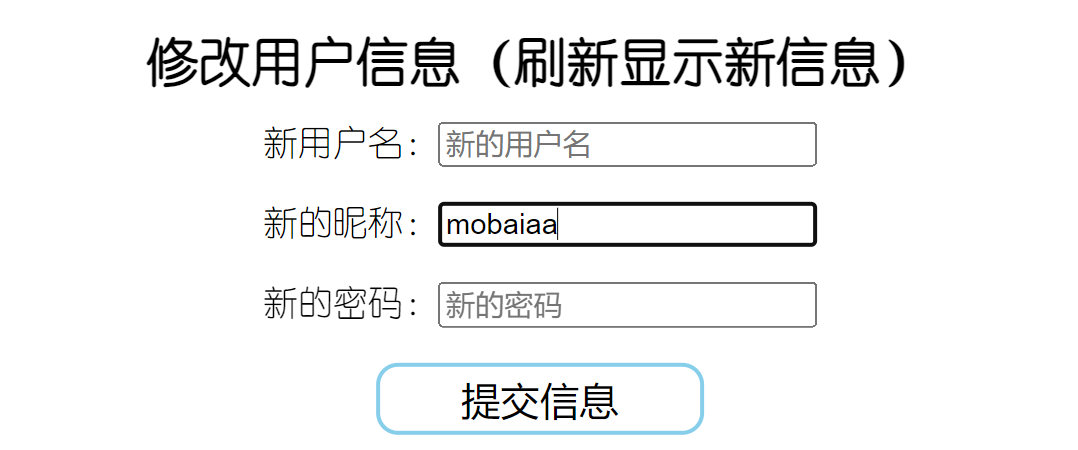 修改用户信息（刷新显示新信息）
新用户名：新的用户名
新的昵称：mobaiaa
新的密码：新的密码
提交信息